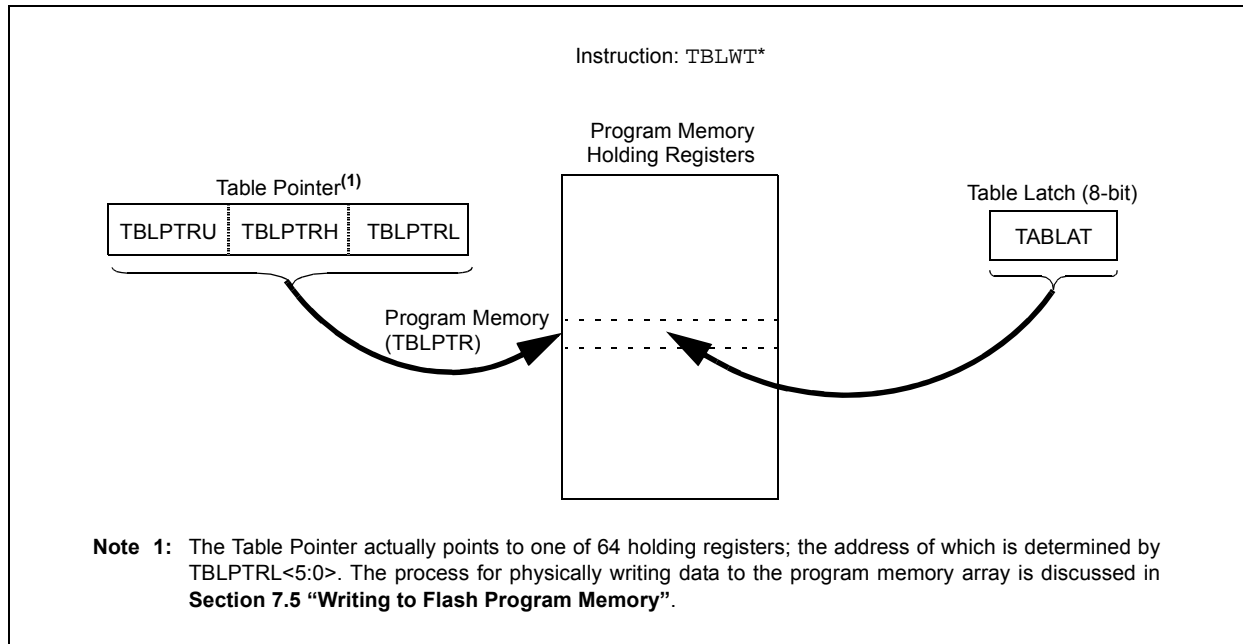 Instruction: TBLWT*
Program Memory
Holding Registers
Table Pointer(1)
Table Latch (8-bit)
TBLPTRU TBLPTRH TBLPTRL
TABLAT
Program Memory
(TBLPTR)
Note 1: The Table Pointer actually points to one of 64 holding registers; the address of which is determined by
TBLPTRL<5:0>. The process for physically writing data to the program memory array is discussed in
Section 7.5 “Writing to Flash Program Memory”.